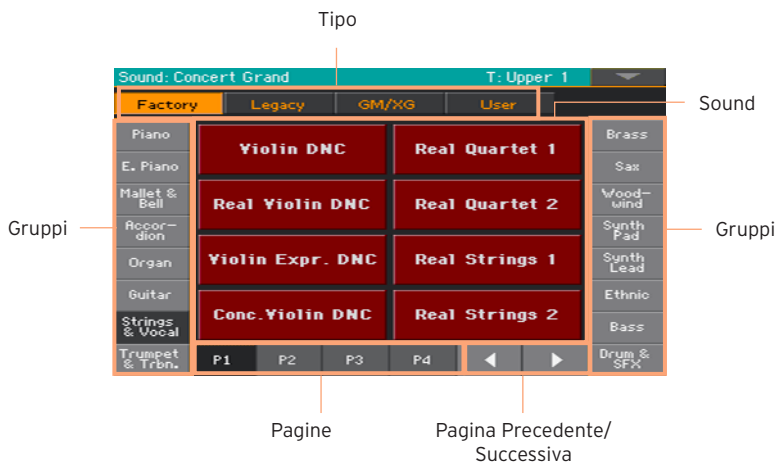 Tipo
Sound: Concert Grand T: Upper 1
Factory Legacy GM/XG User
Sound
Piano
E. Piano
Mallet &
Bell
Accor-
dion
Organ
Guitar
Strings
& Vocal
Trumpet
& Trbn.
Gruppi
Violin DNC Real Quartet 1
Real Violin DNC Real Quartet 2
Violin Expr. DNC Real Strings 1
Conc.Violin DNC Real Strings 2
Brass
Sax
Wood-
wind
Synth
Pad
Synth
Lead
Ethnic
Bass
Drum &
SFX
Gruppi
P1 P2 P3 P4
Pagine
Pagina Precedente/
Successiva